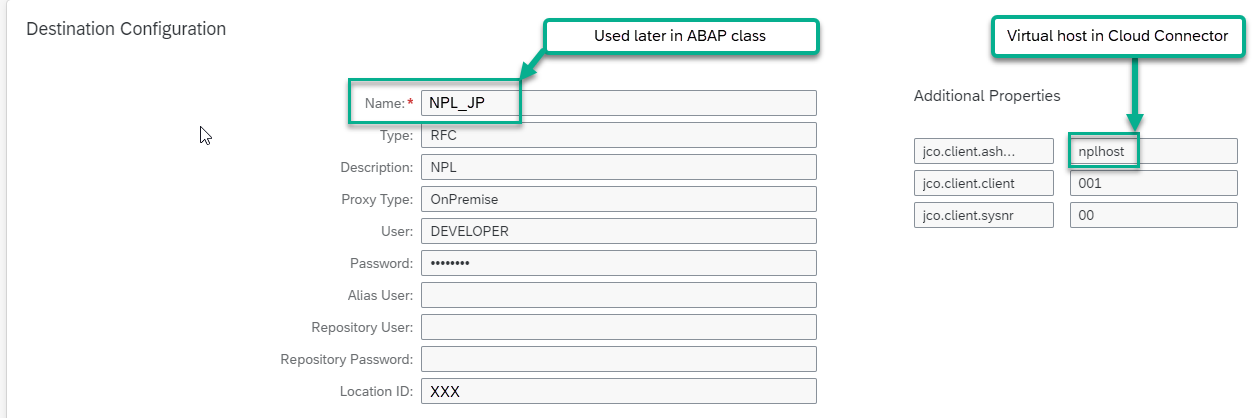 Destination Configuration
Used later in ABAP class
Virtual host in Cloud Connector
Name:* NPL_JP
Type: RFC
Description: NPL
Proxy Type: OnPremise
User: DEVELOPER
Password: ••••••••
Alias User:
Repository User:
Repository Password:
Location ID: XXX
Additional Properties
jco.client.ash... nplhost
jco.client.client 001
jco.client.sysnr 00